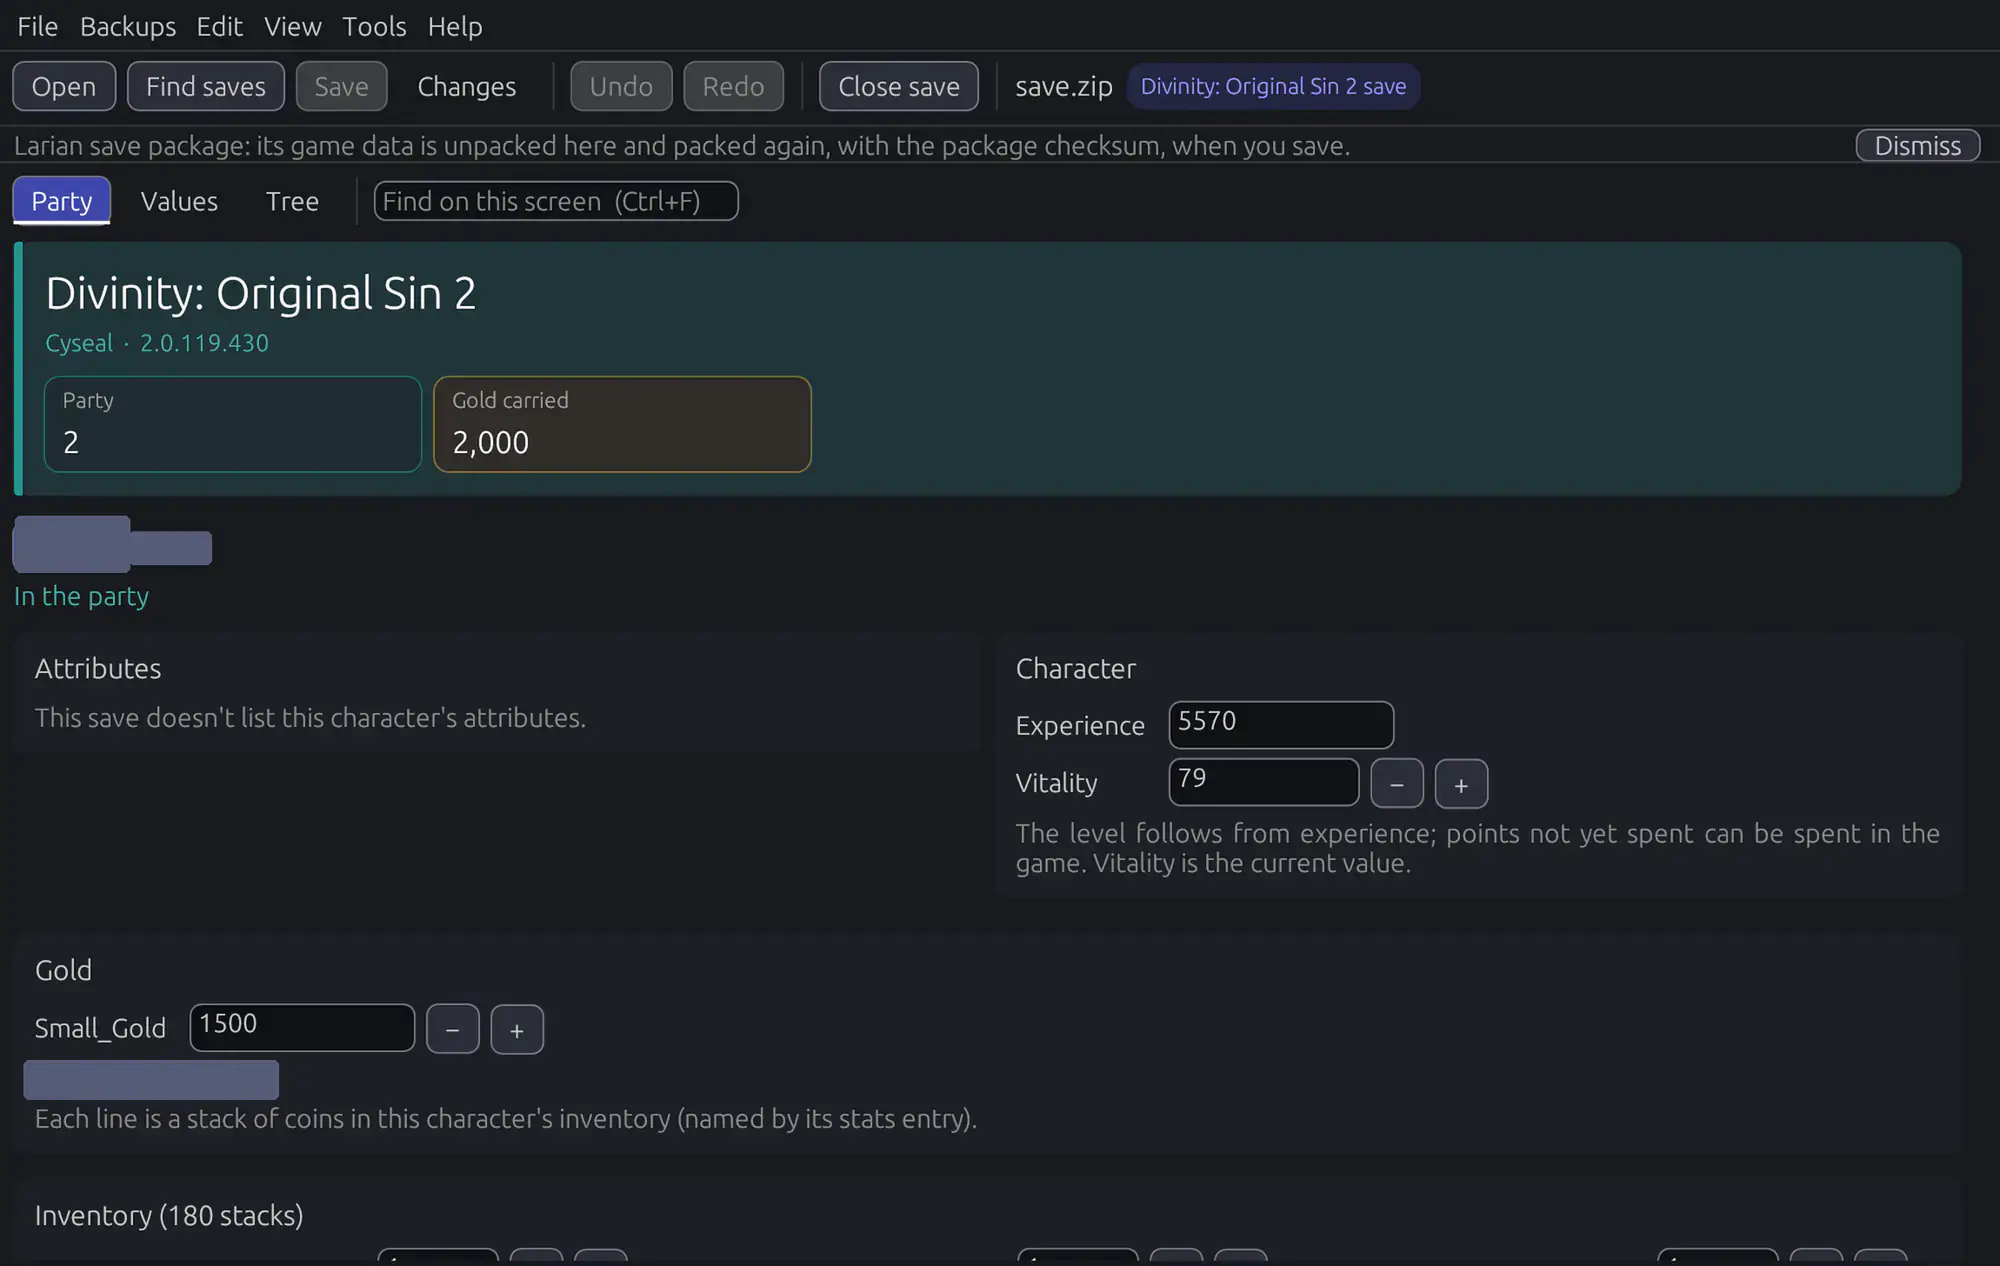 File Backups Edit View Tools Help
Open Find saves Save Changes Undo Redo Close save save.zip Divinity: Original Sin 2 save
Larian save package: its game data is unpacked here and packed again, with the package checksum, when you save. Dismiss
Party Values Tree Find on this screen (Ctrl+F)
Divinity: Original Sin 2
Cyseal · 2.0.119.430
Party Gold carried
2 2,000
In the party
Attributes
This save doesn't list this character's attributes.
Character
Experience 5570
Vitality 79 − +
The level follows from experience; points not yet spent can be spent in the
game. Vitality is the current value.
Gold
Small_Gold 1500 − +
Each line is a stack of coins in this character's inventory (named by its stats entry).
Inventory (180 stacks)